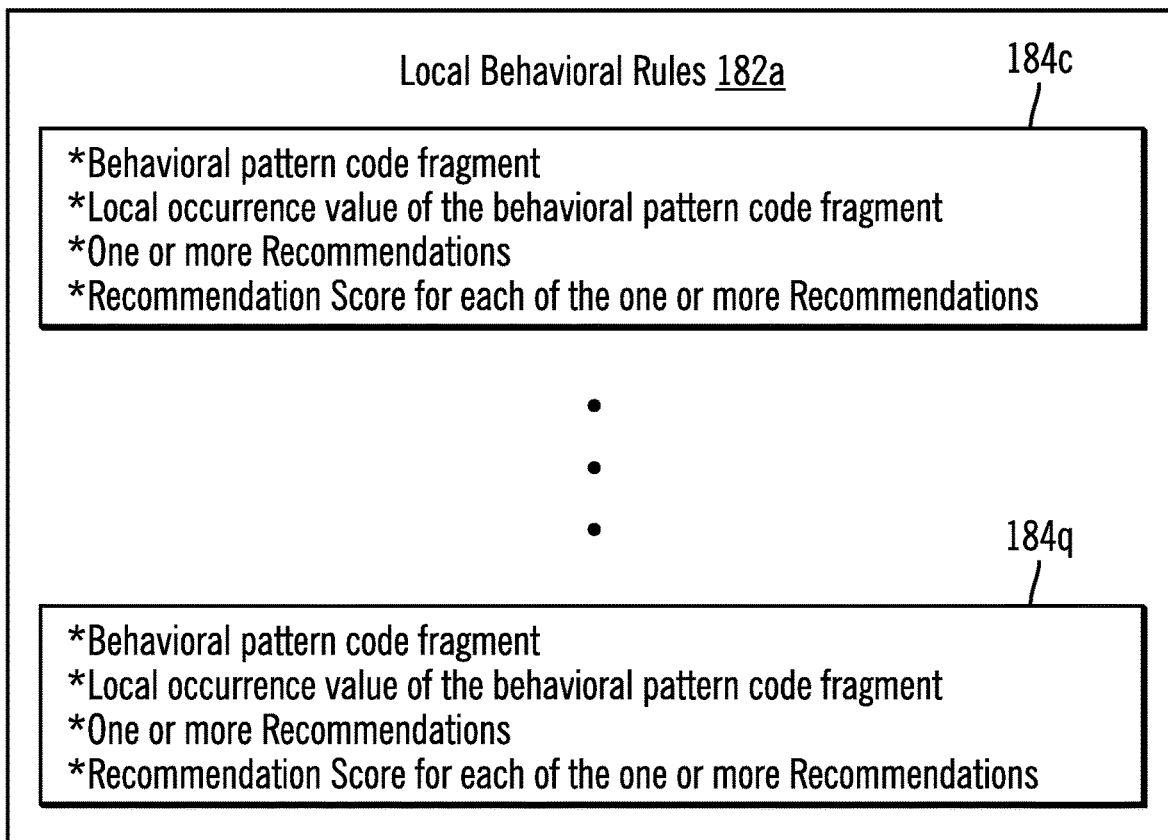 Local Behavioral Rules 182a
184c
*Behavioral pattern code fragment
*Local occurrence value of the behavioral pattern code fragment
*One or more Recommendations
*Recommendation Score for each of the one or more Recommendations
184q
*Behavioral pattern code fragment
*Local occurrence value of the behavioral pattern code fragment
*One or more Recommendations
*Recommendation Score for each of the one or more Recommendations